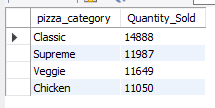 pizza_category Quantity_Sold
Classic 14888
Supreme 11987
Veggie 11649
Chicken 11050